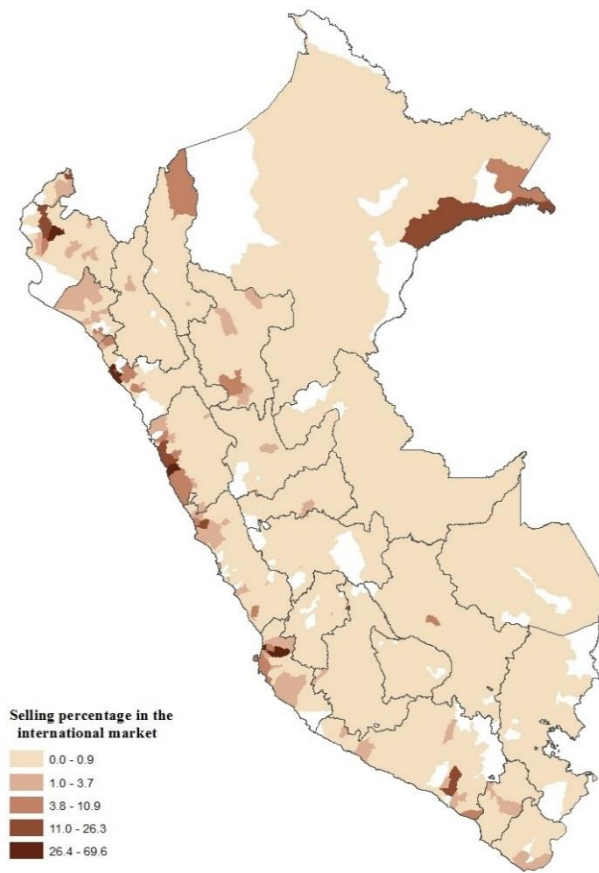 Selling percentage in the
international market
0.0 - 0.9
1.0 - 3.7
3.8 - 10.9
11.0 - 26.3
26.4 - 69.6